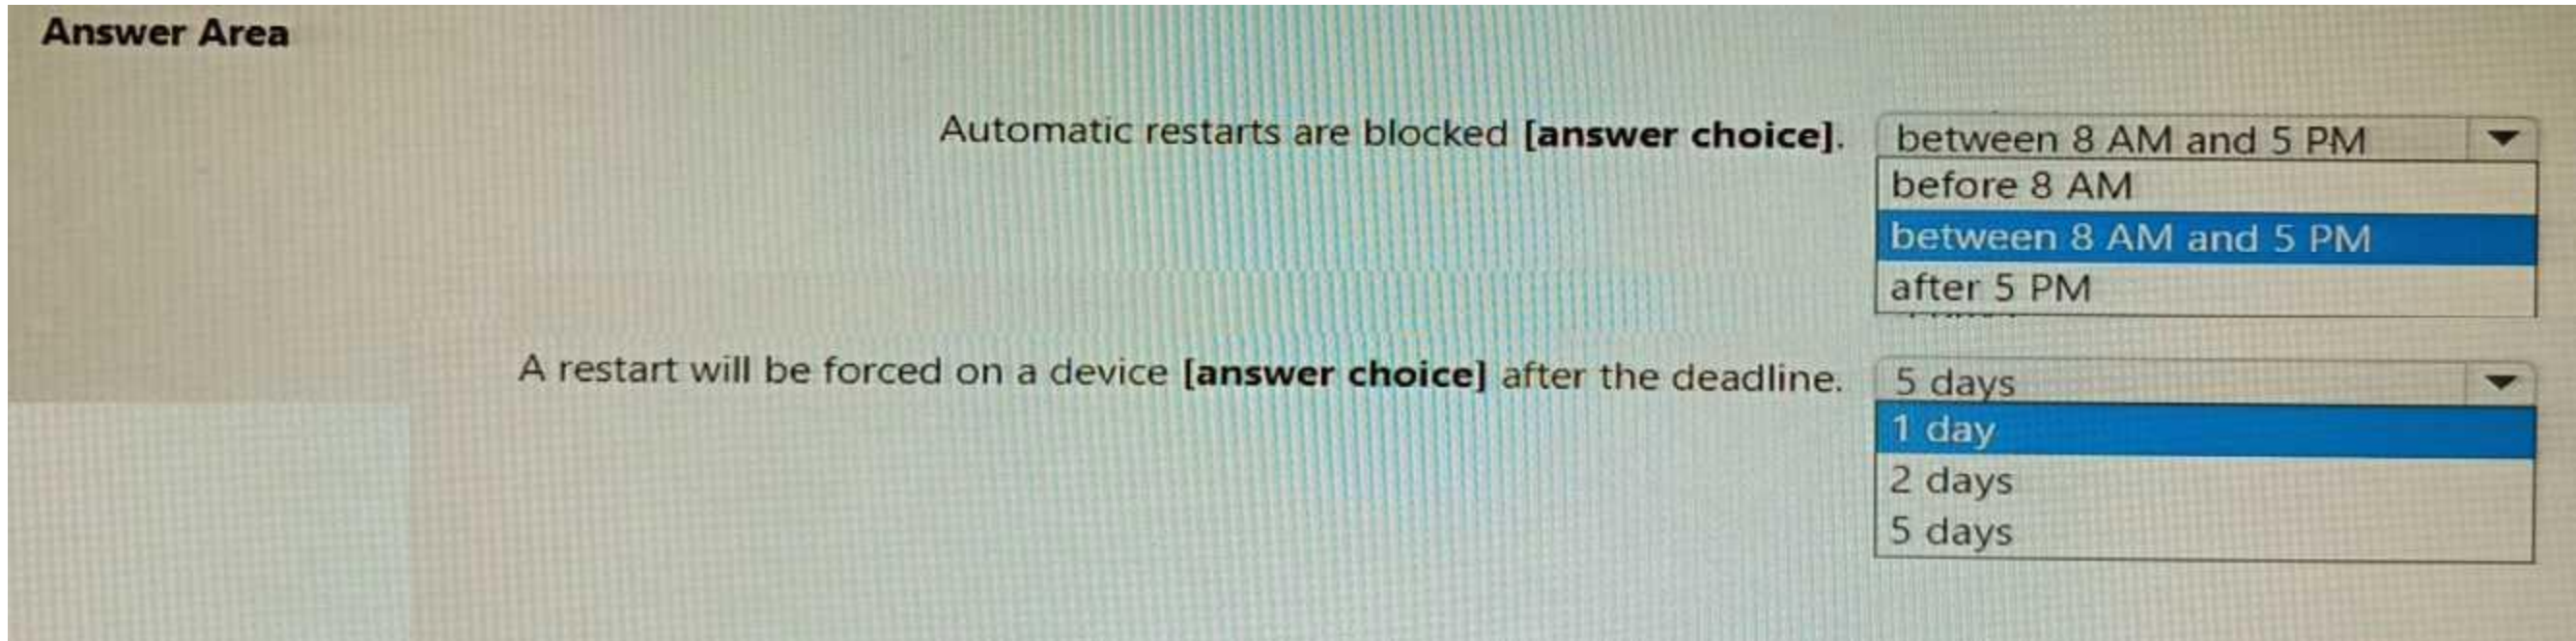 Answer Area
Automatic restarts are blocked [answer choice]. between 8 AM and 5 PM
before 8 AM
between 8 AM and 5 PM
after 5 PM
A restart will be forced on a device [answer choice] after the deadline. 5 days
1 day
2 days
5 days